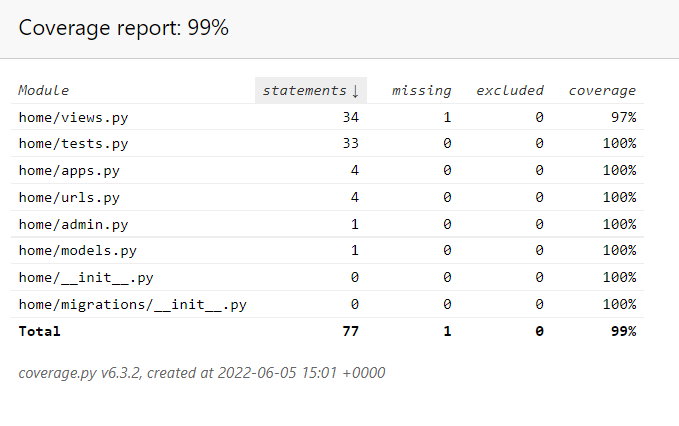 Coverage report: 99%
Module statements↓ missing excluded coverage
home/views.py 34 1 0 97%
home/tests.py 33 0 0 100%
home/apps.py 4 0 0 100%
home/urls.py 4 0 0 100%
home/admin.py 1 0 0 100%
home/models.py 1 0 0 100%
home/__init__.py 0 0 0 100%
home/migrations/__init__.py 0 0 0 100%
Total 77 1 0 99%
coverage.py v6.3.2, created at 2022-06-05 15:01 +0000